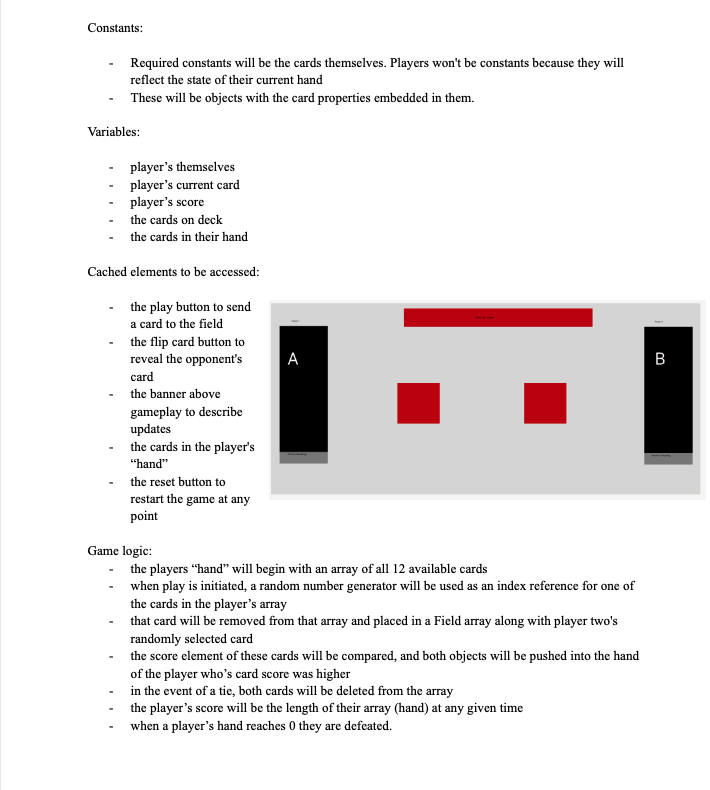 Constants:
- Required constants will be the cards themselves. Players won't be constants because they will
reflect the state of their current hand
- These will be objects with the card properties embedded in them.
Variables:
- player’s themselves
- player’s current card
- player’s score
- the cards on deck
- the cards in their hand
Cached elements to be accessed:
- the play button to send
a card to the field
- the flip card button to
reveal the opponent's
card
- the banner above
gameplay to describe
updates
- the cards in the player's
“hand”
- the reset button to
restart the game at any
point
A
B
Game logic:
- the players “hand” will begin with an array of all 12 available cards
- when play is initiated, a random number generator will be used as an index reference for one of
the cards in the player’s array
- that card will be removed from that array and placed in a Field array along with player two's
randomly selected card
- the score element of these cards will be compared, and both objects will be pushed into the hand
of the player who’s card score was higher
- in the event of a tie, both cards will be deleted from the array
- the player’s score will be the length of their array (hand) at any given time
- when a player’s hand reaches 0 they are defeated.